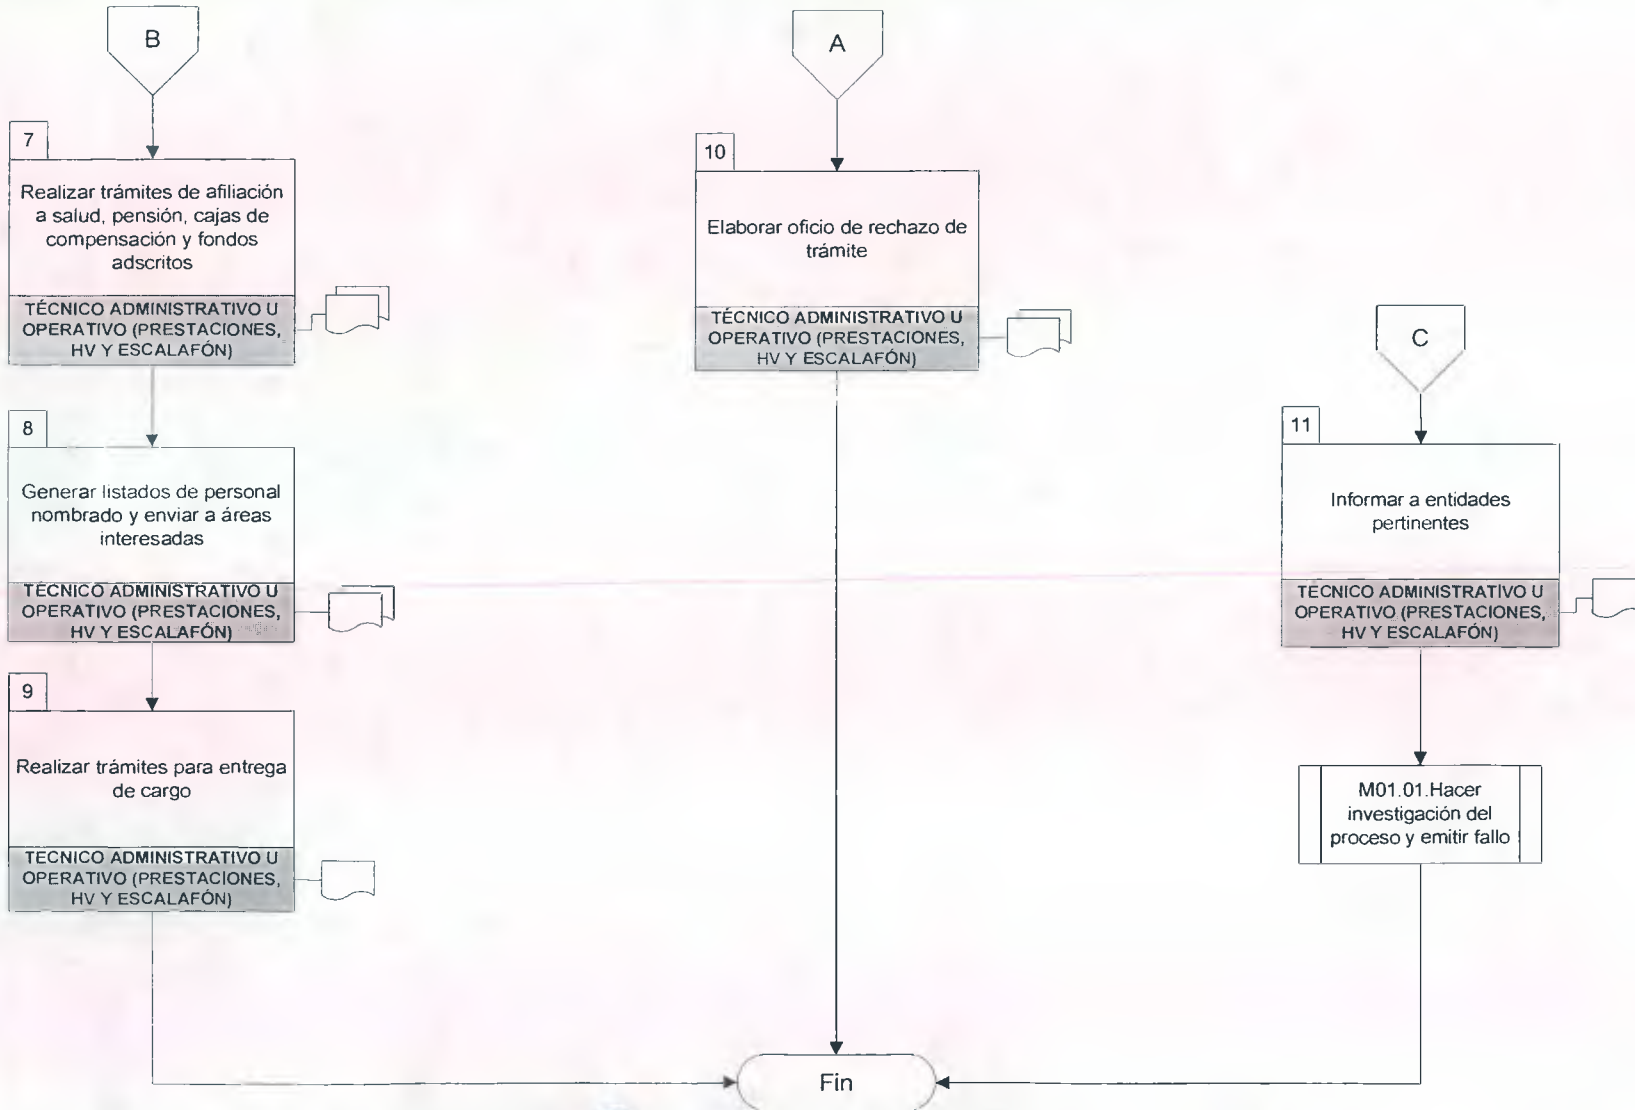 B
7
Realizar trámites de afiliación
a salud, pensión, cajas de
compensación y fondos
adscritos
TÉCNICO ADMINISTRATIVO U
OPERATIVO (PRESTACIONES,
HV Y ESCALAFÓN)
8
Generar listados de personal
nombrado y enviar a áreas
interesadas
TÉCNICO ADMINISTRATIVO U
OPERATIVO (PRESTACIONES,
HV Y ESCALAFÓN)
9
Realizar trámites para entrega
de cargo
TÉCNICO ADMINISTRATIVO U
OPERATIVO (PRESTACIONES,
HV Y ESCALAFÓN)
A
10
Elaborar oficio de rechazo de
trámite
TÉCNICO ADMINISTRATIVO U
OPERATIVO (PRESTACIONES,
HV Y ESCALAFÓN)
C
11
Informar a entidades
pertinentes
TÉCNICO ADMINISTRATIVO U
OPERATIVO (PRESTACIONES,
HV Y ESCALAFÓN)
M01.01.Hacer
investigación del
proceso y emitir fallo
Fin